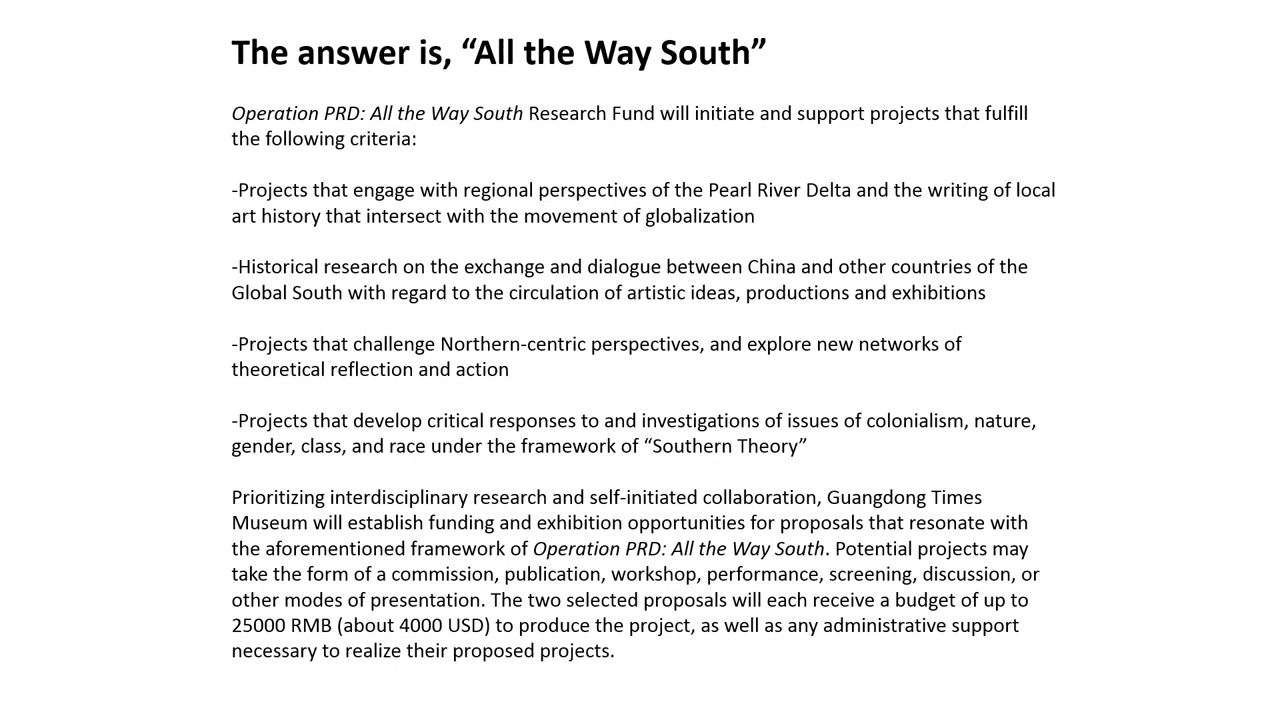 The answer is, “All the Way South”
Operation PRD: All the Way South Research Fund will initiate and support projects that fulfill
the following criteria:
-Projects that engage with regional perspectives of the Pearl River Delta and the writing of local
art history that intersect with the movement of globalization
-Historical research on the exchange and dialogue between China and other countries of the
Global South with regard to the circulation of artistic ideas, productions and exhibitions
-Projects that challenge Northern-centric perspectives, and explore new networks of
theoretical reflection and action
-Projects that develop critical responses to and investigations of issues of colonialism, nature,
gender, class, and race under the framework of “Southern Theory”
Prioritizing interdisciplinary research and self-initiated collaboration, Guangdong Times
Museum will establish funding and exhibition opportunities for proposals that resonate with
the aforementioned framework of Operation PRD: All the Way South. Potential projects may
take the form of a commission, publication, workshop, performance, screening, discussion, or
other modes of presentation. The two selected proposals will each receive a budget of up to
25000 RMB (about 4000 USD) to produce the project, as well as any administrative support
necessary to realize their proposed projects.